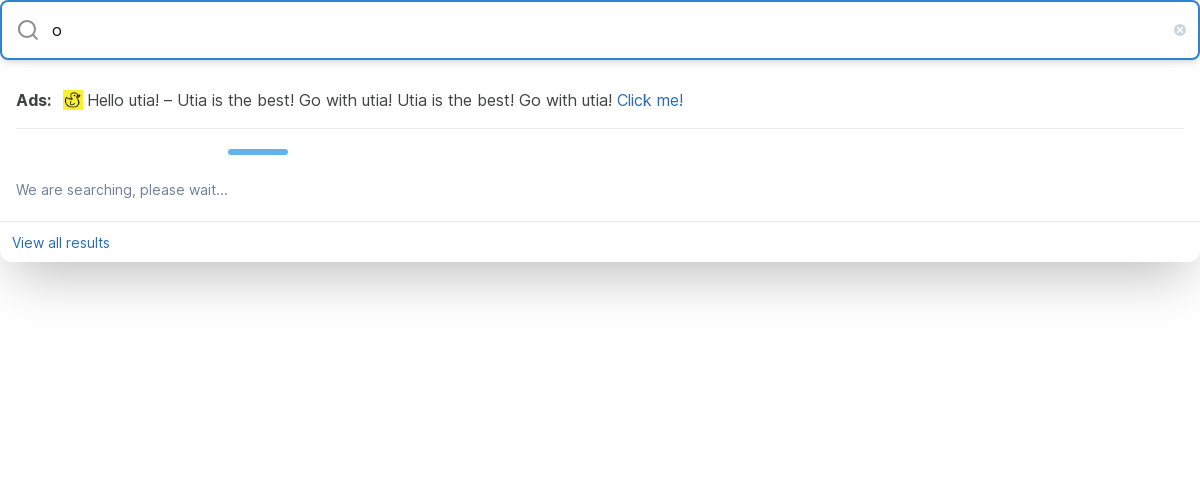 o
Ads: Hello utia! – Utia is the best! Go with utia! Utia is the best! Go with utia! Click me!
We are searching, please wait...
View all results